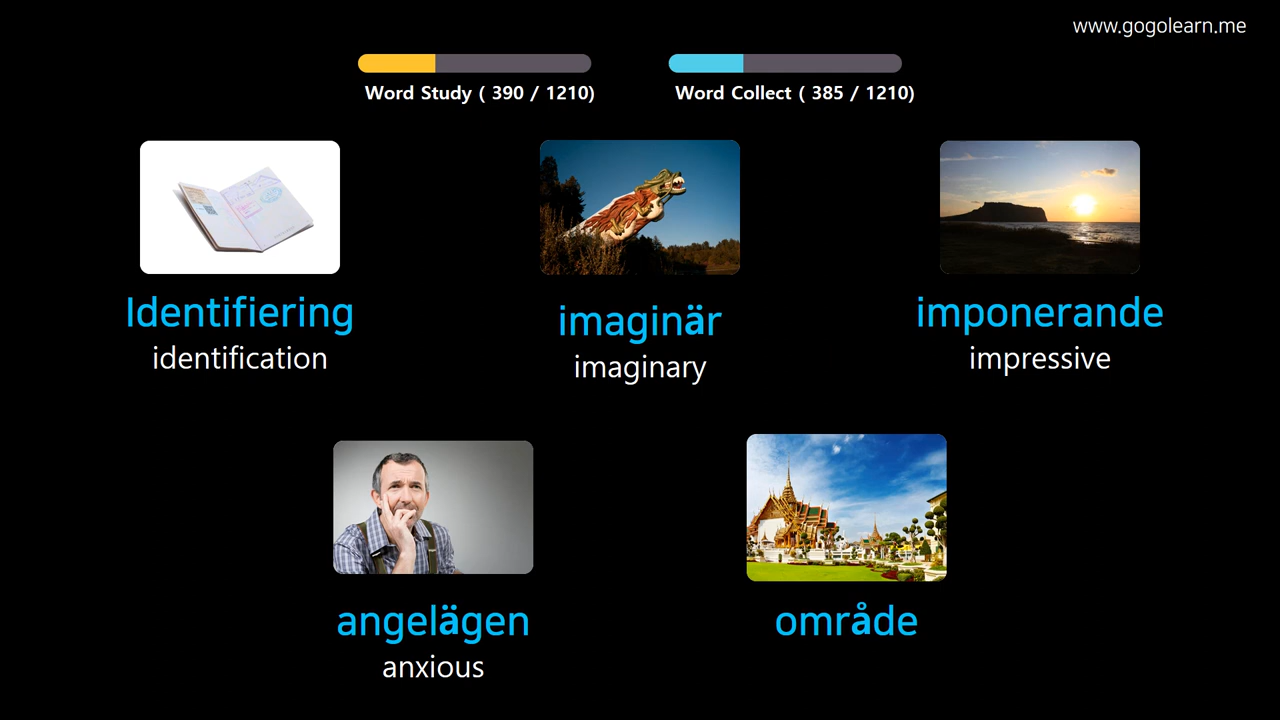 www.gogolearn.me
Word Study ( 390 / 1210)
Word Collect ( 385 / 1210)
Identifiering
identification
imaginär
imaginary
imponerande
impressive
angelägen
anxious
område